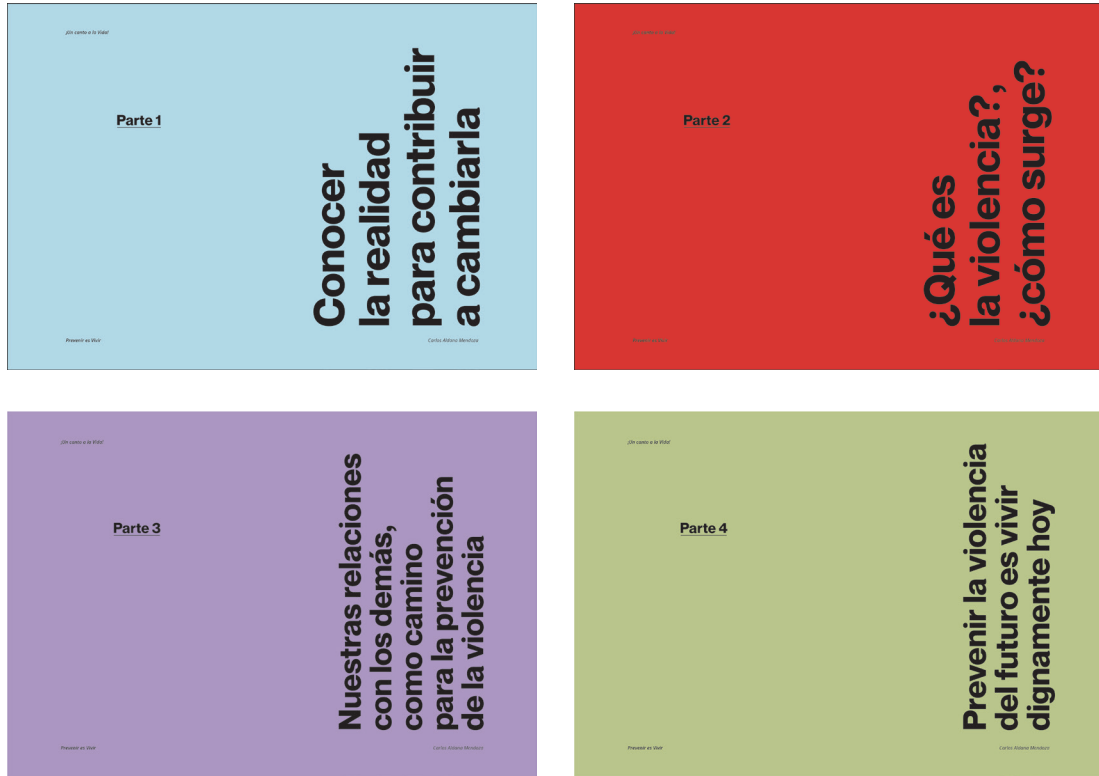 ¡Un canto a la Vida!
Parte 1
Conocer
la realidad
para contribuir
a cambiarla
Prevenir es Vivir
Carlos Aldana Mendoza
Parte 2
¿Qué es
la violencia?,
¿cómo surge?
¡Un canto a la Vida!
Parte 3
Nuestras relaciones
con los demás,
como camino
para la prevención
de la violencia
Prevenir es Vivir
Carlos Aldana Mendoza
¡Un canto a la Vida!
Parte 4
Prevenir la violencia
del futuro es vivir
dignamente hoy
Prevenir es Vivir
Carlos Aldana Mendoza